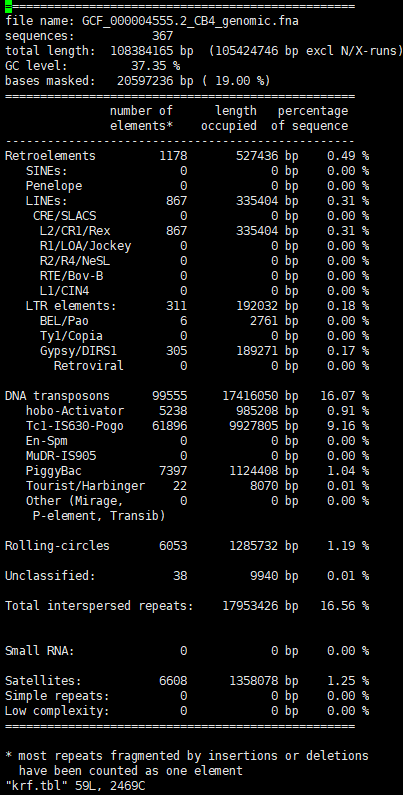 ==================================================
file name: GCF_000004555.2_CB4_genomic.fna
sequences:           367
total length:  108384165 bp  (105424746 bp excl N/X-runs)
GC level:         37.35 %
bases masked:   20597236 bp ( 19.00 %)
==================================================
               number of      length   percentage
               elements*    occupied  of sequence
--------------------------------------------------
Retroelements         1178       527436 bp    0.49 %
   SINEs:                0            0 bp    0.00 %
   Penelope              0            0 bp    0.00 %
   LINEs:              867       335404 bp    0.31 %
    CRE/SLACS            0            0 bp    0.00 %
     L2/CR1/Rex        867       335404 bp    0.31 %
     R1/LOA/Jockey       0            0 bp    0.00 %
     R2/R4/NeSL          0            0 bp    0.00 %
     RTE/Bov-B           0            0 bp    0.00 %
     L1/CIN4             0            0 bp    0.00 %
   LTR elements:       311       192032 bp    0.18 %
     BEL/Pao             6         2761 bp    0.00 %
     Ty1/Copia           0            0 bp    0.00 %
     Gypsy/DIRS1       305       189271 bp    0.17 %
       Retroviral        0            0 bp    0.00 %
DNA transposons      99555     17416050 bp   16.07 %
   hobo-Activator     5238       985208 bp    0.91 %
   Tc1-IS630-Pogo    61896      9927805 bp    9.16 %
   En-Spm                0            0 bp    0.00 %
   MuDR-IS905            0            0 bp    0.00 %
   PiggyBac           7397      1124408 bp    1.04 %
   Tourist/Harbinger    22         8070 bp    0.01 %
   Other (Mirage,        0            0 bp    0.00 %
    P-element, Transib)
Rolling-circles       6053      1285732 bp    1.19 %
Unclassified:           38         9940 bp    0.01 %
Total interspersed repeats:    17953426 bp   16.56 %
Small RNA:               0            0 bp    0.00 %
Satellites:           6608      1358078 bp    1.25 %
Simple repeats:          0            0 bp    0.00 %
Low complexity:          0            0 bp    0.00 %
==================================================
* most repeats fragmented by insertions or deletions
  have been counted as one element
"krf.tbl" 59L, 2469C